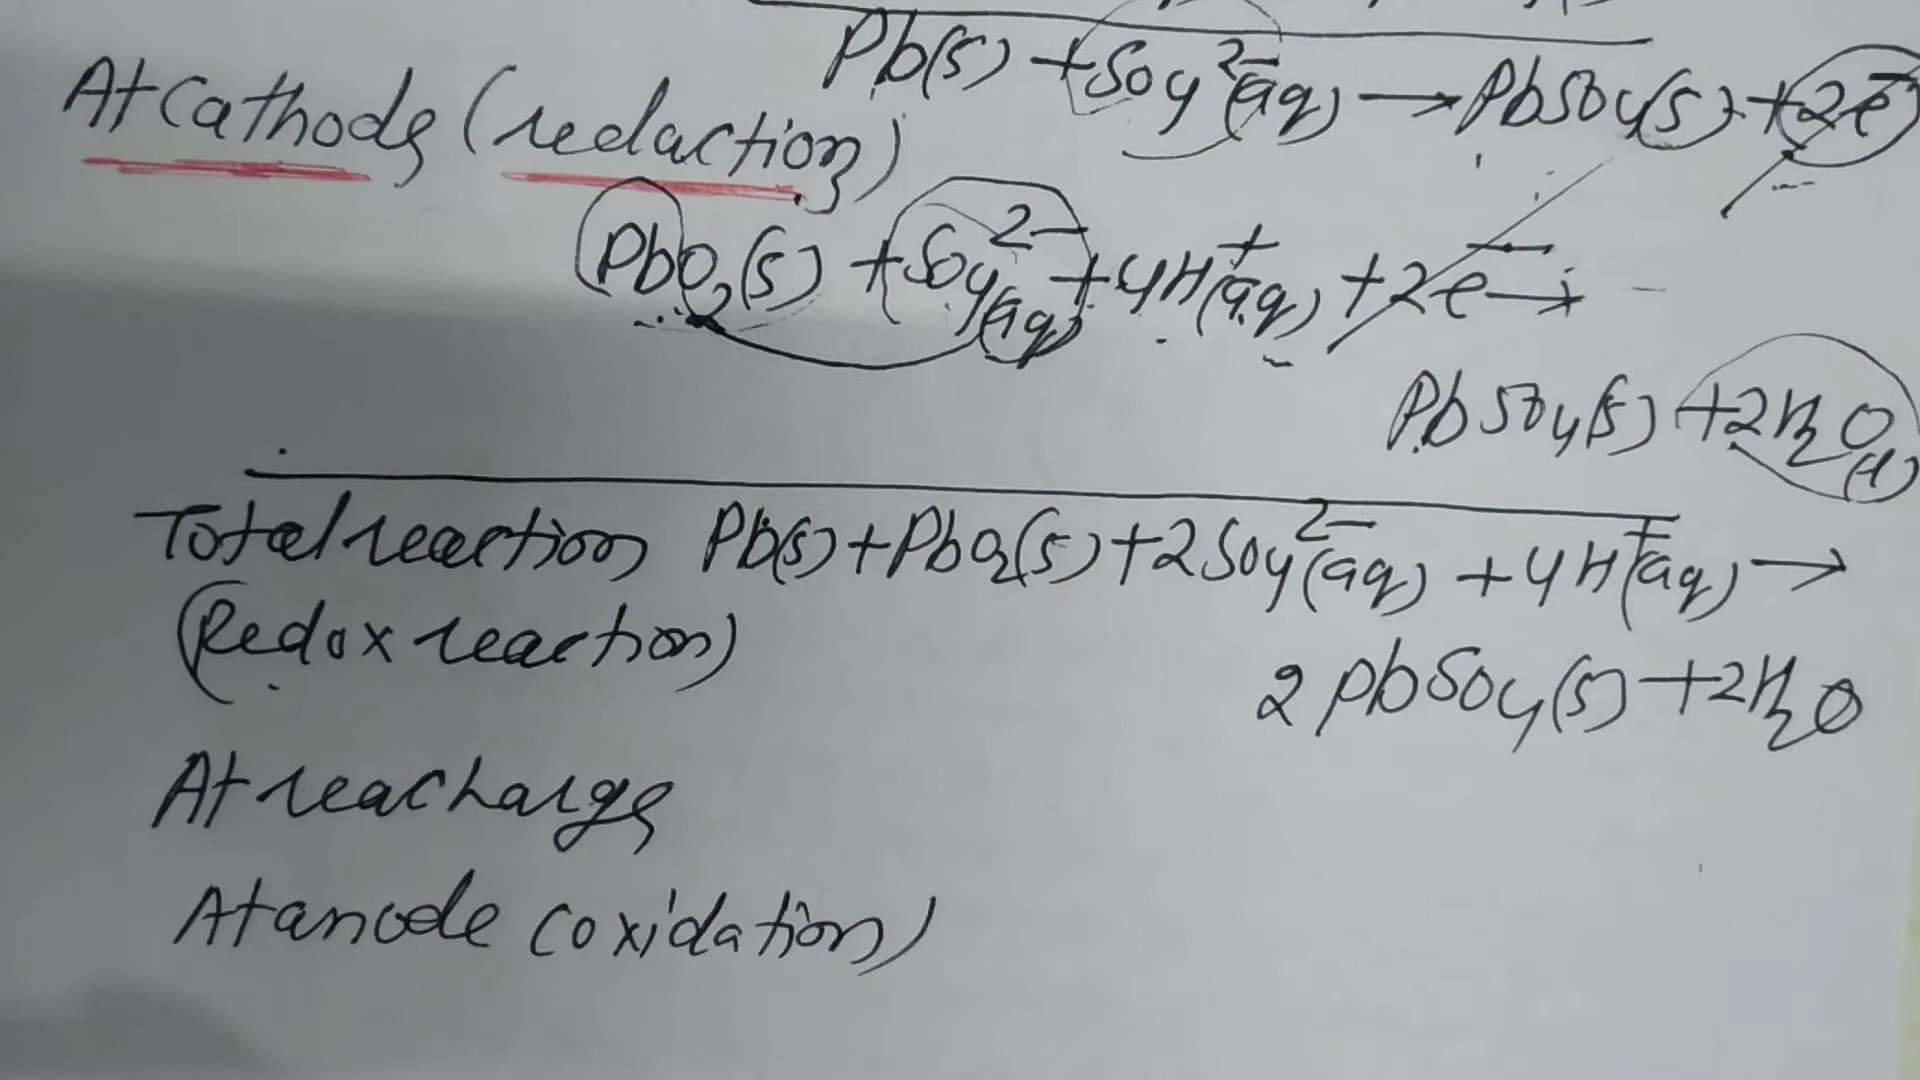 Pb(s) + SO4 2-(aq) → PbSO4(s) + 2e-
At Cathode (redaction)
PbO2(s) + SO4 2-(aq) + 4H+(aq) + 2e- →
PbSO4(s) + 2H2O(l)
Total reaction Pb(s) + PbO2(s) + 2SO4 2-(aq) + 4H+(aq) →
(Redox reaction)
2PbSO4(s) + 2H2O
At reacharge
At anode (oxidation)